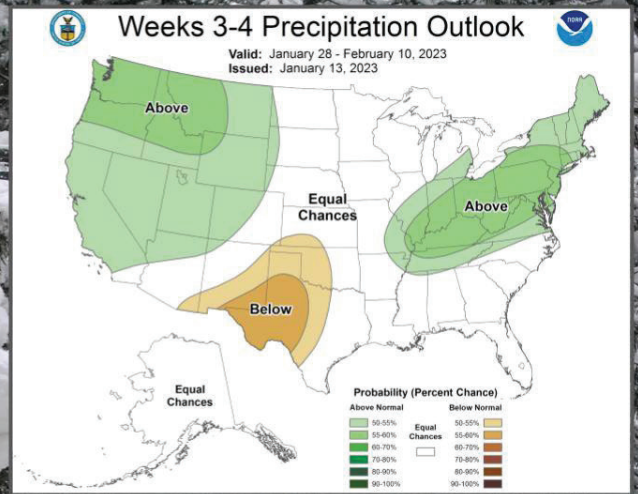 Weeks 3-4 Precipitation Outlook
NOAA
Valid: January 28 - February 10, 2023
Issued: January 13, 2023
Above
Equal
Chances
Above
Below
Equal
Chances
Probability (Percent Chance)
Above Normal
Equal
Chances
Below Normal
50-55%
55-60%
60-70%
70-80%
80-90%
90-100%
50-55%
55-60%
60-70%
70-80%
80-90%
90-100%